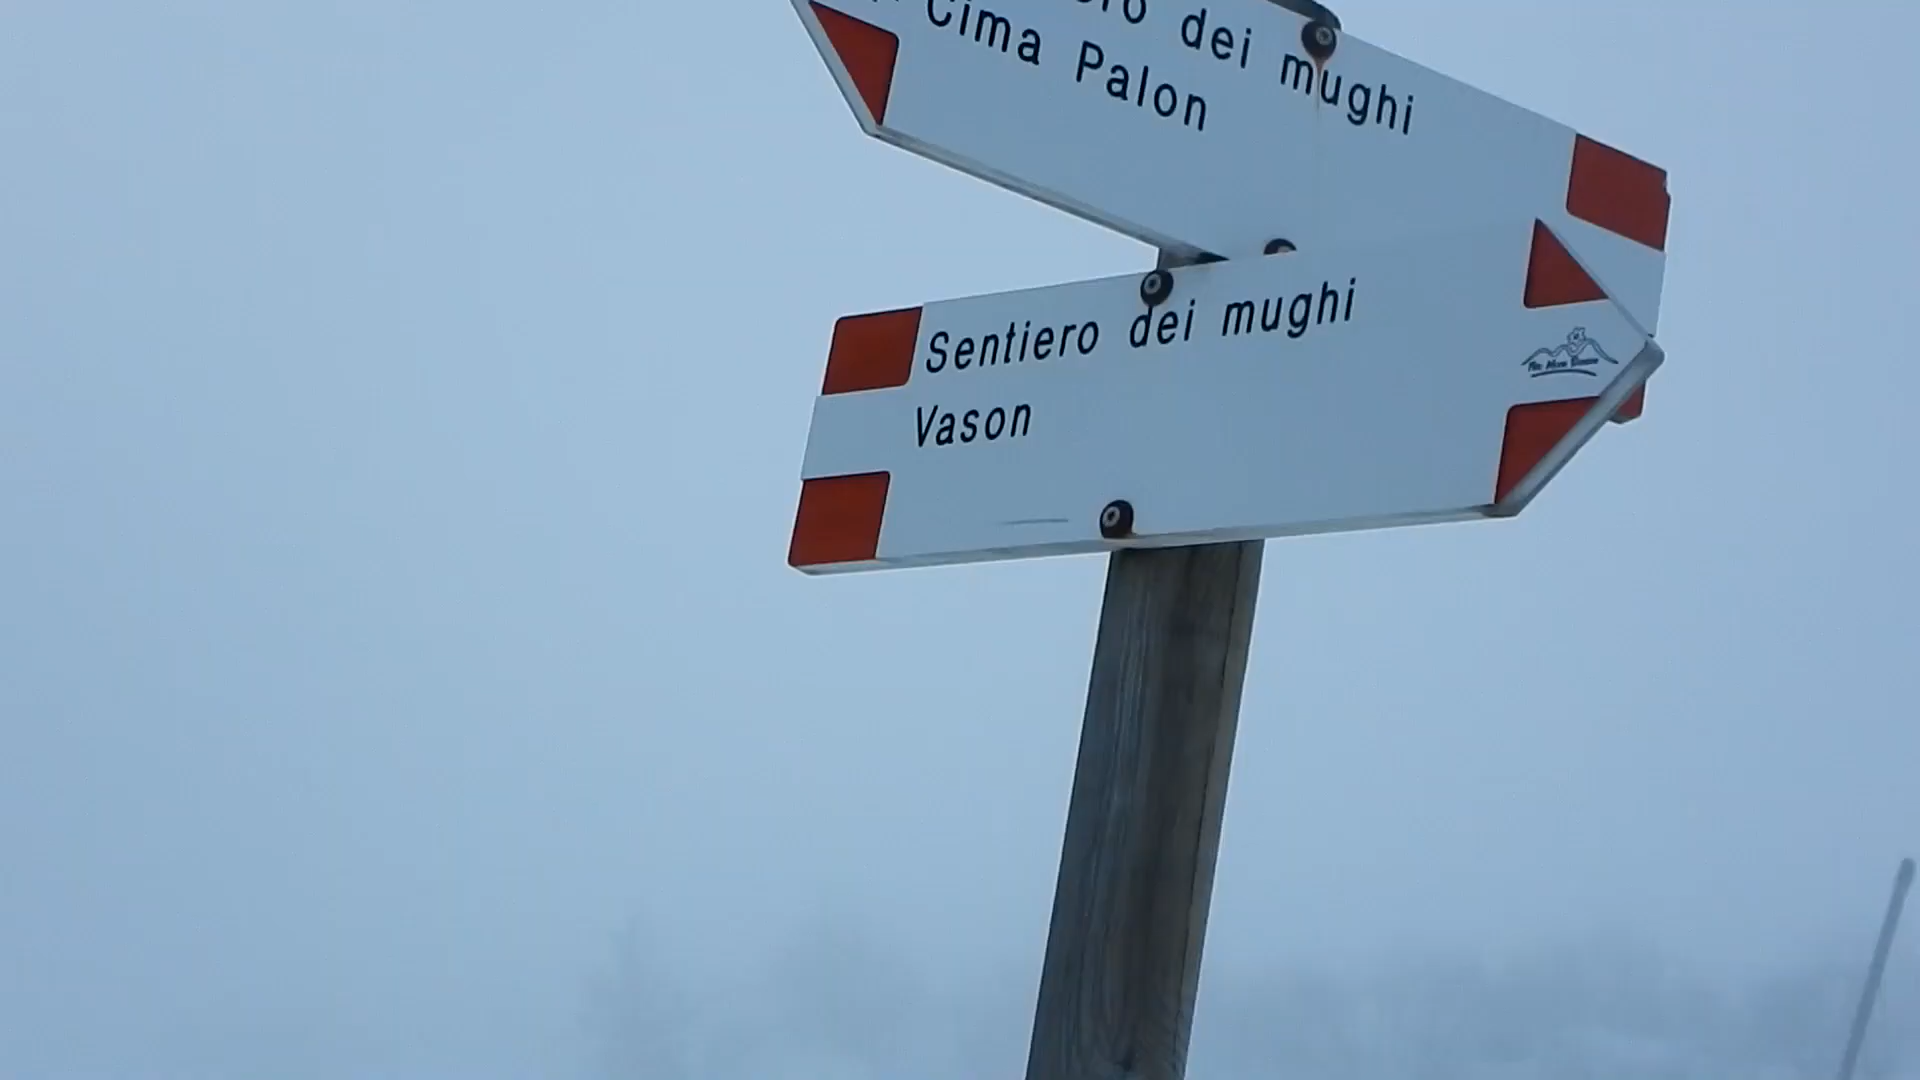 dei mughi
Cima Palon
Sentiero dei mughi
Vason